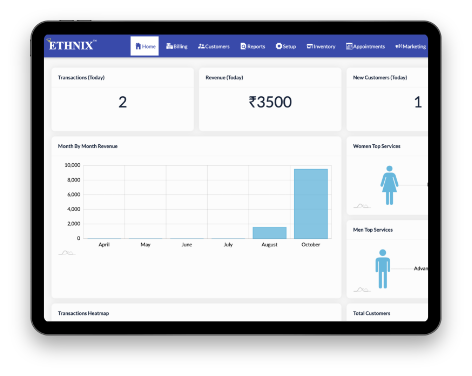 ETHNIX
Home Billing Customers Reports Setup Inventory Appointments Marketing
Transactions (Today) Revenue (Today) New Customers (Today)
2 ₹3500 1
Month By Month Revenue Women Top Services
10,000
8,000
6,000
4,000
2,000
0
April May June July August October
Men Top Services
Advan
Transactions Heatmap Total Customers